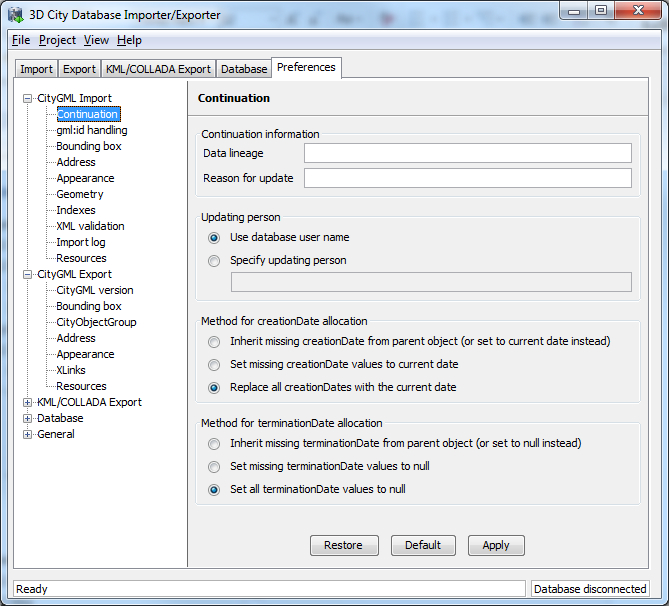 3D City Database Importer/Exporter
File Project View Help
Import Export KML/COLLADA Export Database Preferences
CityGML Import
Continuation
gml:id handling
Bounding box
Address
Appearance
Geometry
Indexes
XML validation
Import log
Resources
CityGML Export
CityGML version
Bounding box
CityObjectGroup
Address
Appearance
XLinks
Resources
KML/COLLADA Export
Database
General
Continuation
Continuation information
Data lineage
Reason for update
Updating person
Use database user name
Specify updating person
Method for creationDate allocation
Inherit missing creationDate from parent object (or set to current date instead)
Set missing creationDate values to current date
Replace all creationDates with the current date
Method for terminationDate allocation
Inherit missing terminationDate from parent object (or set to null instead)
Set missing terminationDate values to null
Set all terminationDate values to null
Restore Default Apply
Ready Database disconnected